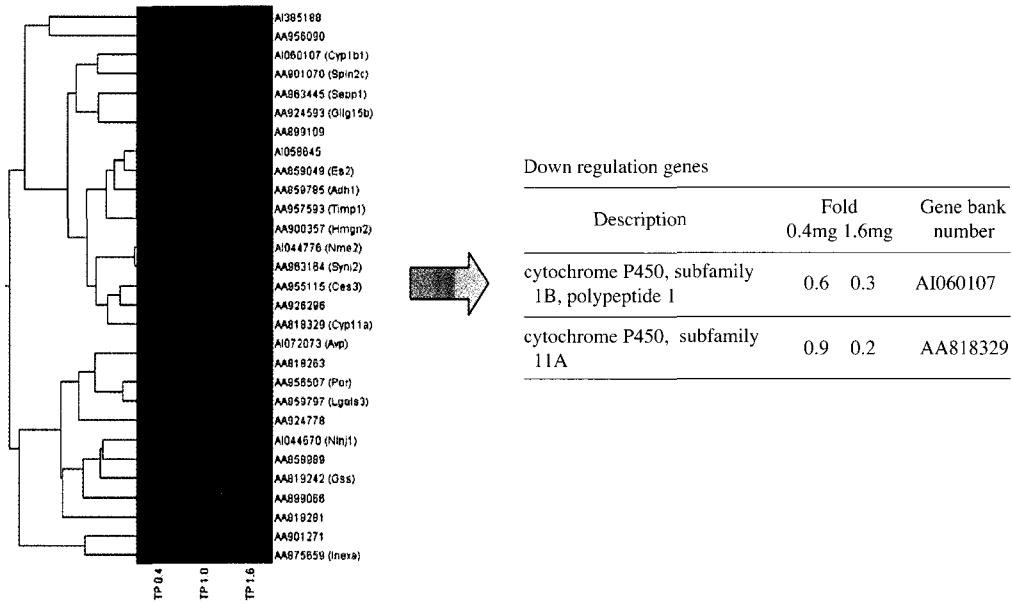 AI385188
AA956090
AI060107 (Cyp1b1)
AA901070 (Spin2c)
AA963445 (Sepp1)
AA924593 (Gilg15b)
AA899109
AI058645
AA859049 (Es2)
AA859785 (Adh1)
AA957593 (Timp1)
AA900357 (Hmgn2)
AI044776 (Nme2)
AA963184 (Synj2)
AA955115 (Ces3)
AA926296
AA818329 (Cyp11a)
AI072073 (Avp)
AA818263
AA956507 (Por)
AA959797 (Lgals3)
AA924778
AI044670 (Ninj1)
AA858989
AA819242 (Gss)
AA899086
AA819281
AA901271
AA875659 (Inexa)
TP 0.4
TP 1.0
TP 1.6
Down regulation genes
Description
Fold
0.4mg 1.6mg
Gene bank
number
cytochrome P450, subfamily
1B, polypeptide 1
0.6 0.3
AI060107
cytochrome P450, subfamily
11A
0.9 0.2
AA818329